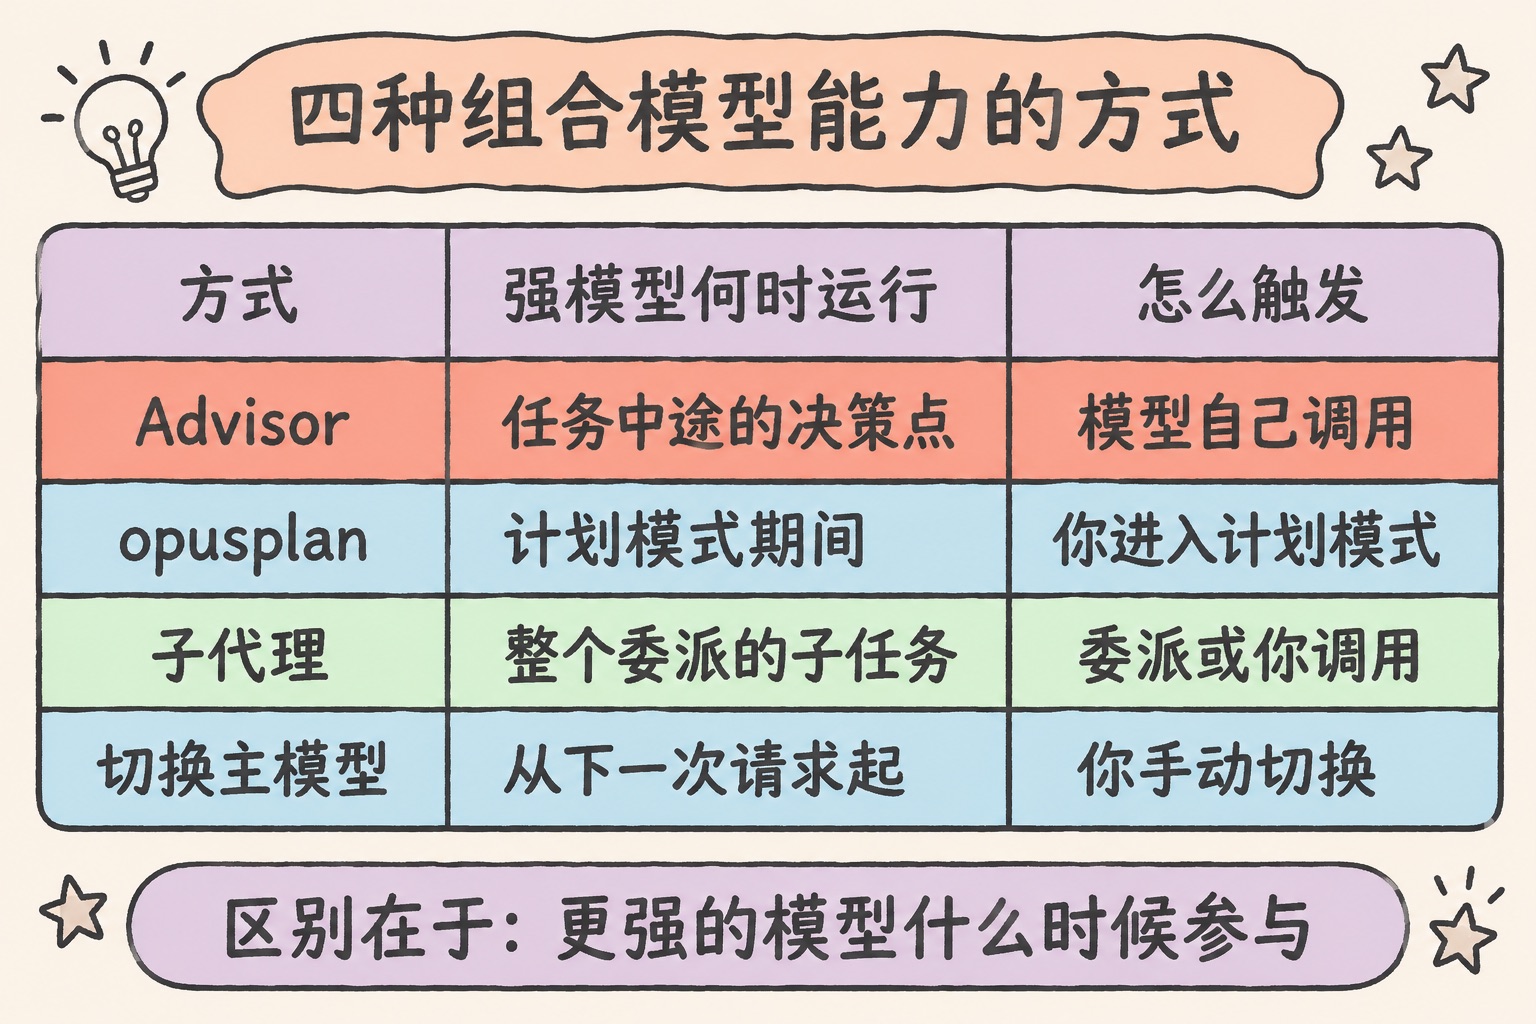 四种组合模型能力的方式
方式 强模型何时运行 怎么触发
Advisor 任务中途的决策点 模型自己调用
opusplan 计划模式期间 你进入计划模式
子代理 整个委派的子任务 委派或你调用
切换主模型 从下一次请求起 你手动切换
区别在于：更强的模型什么时候参与